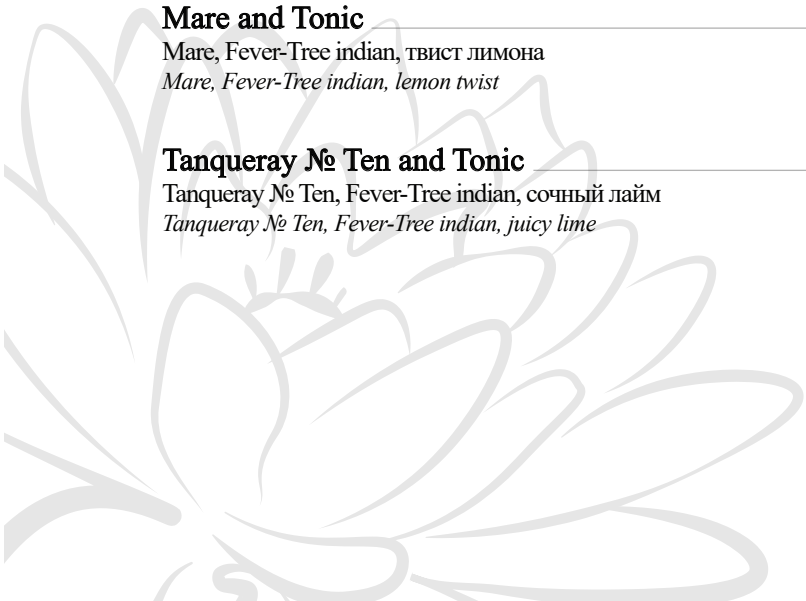 Mare and Tonic
Mare, Fever-Tree indian, твист лимона
Mare, Fever-Tree indian, lemon twist
Tanqueray № Ten and Tonic
Tanqueray № Ten, Fever-Tree indian, сочный лайм
Tanqueray № Ten, Fever-Tree indian, juicy lime